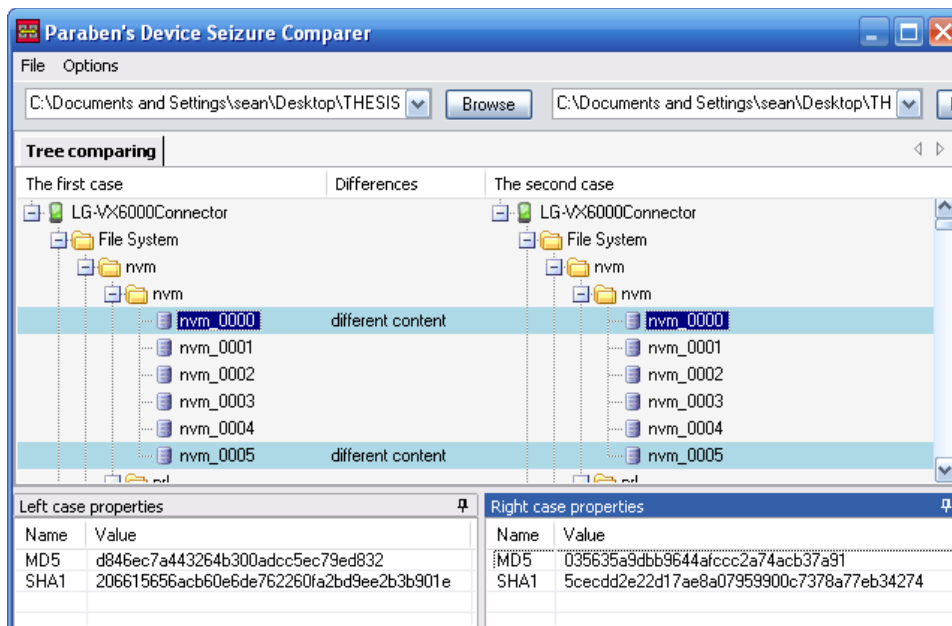 Paraben's Device Seizure Comparer
File Options
C:\Documents and Settings\sean\Desktop\THESIS Browse C:\Documents and Settings\sean\Desktop\TH
Tree comparing
The first case Differences The second case
LG-VX6000Connector LG-VX6000Connector
File System File System
nvm nvm
nvm nvm
nvm_0000 different content nvm_0000
nvm_0001 nvm_0001
nvm_0002 nvm_0002
nvm_0003 nvm_0003
nvm_0004 nvm_0004
nvm_0005 different content nvm_0005
Left case properties Right case properties
Name Value Name Value
MD5 d846ec7a443264b300adcc5ec79ed832 MD5 035635a9dbb9644afccc2a74acb37a91
SHA1 206615656acb60e6de762260fa2bd9ee2b3b901e SHA1 5cecdd2e22d17ae8a07959900c7378a77eb34274